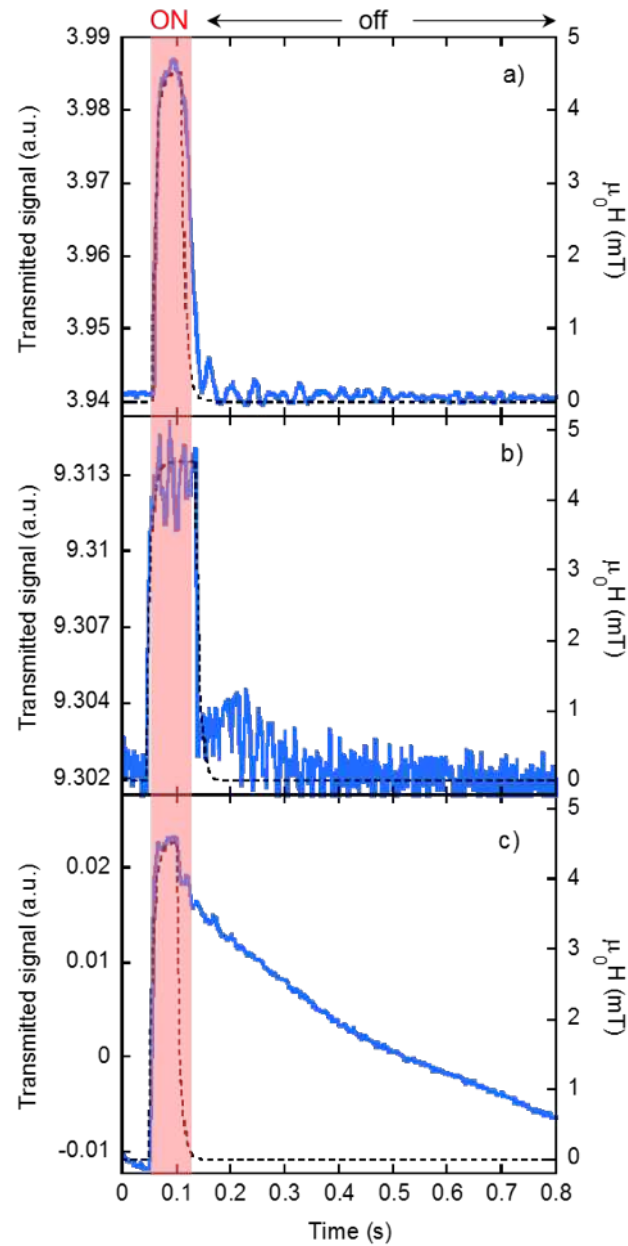 ON off
a)
3.99
3.98
3.97
3.96
3.95
3.94
Transmitted signal (a.u.)
5
4
3
2
1
0
μ₀H (mT)
b)
9.313
9.31
9.307
9.304
9.302
Transmitted signal (a.u.)
5
4
3
2
1
0
μ₀H (mT)
c)
0.02
0.01
0
-0.01
Transmitted signal (a.u.)
5
4
3
2
1
0
μ₀H (mT)
0 0.1 0.2 0.3 0.4 0.5 0.6 0.7 0.8
Time (s)